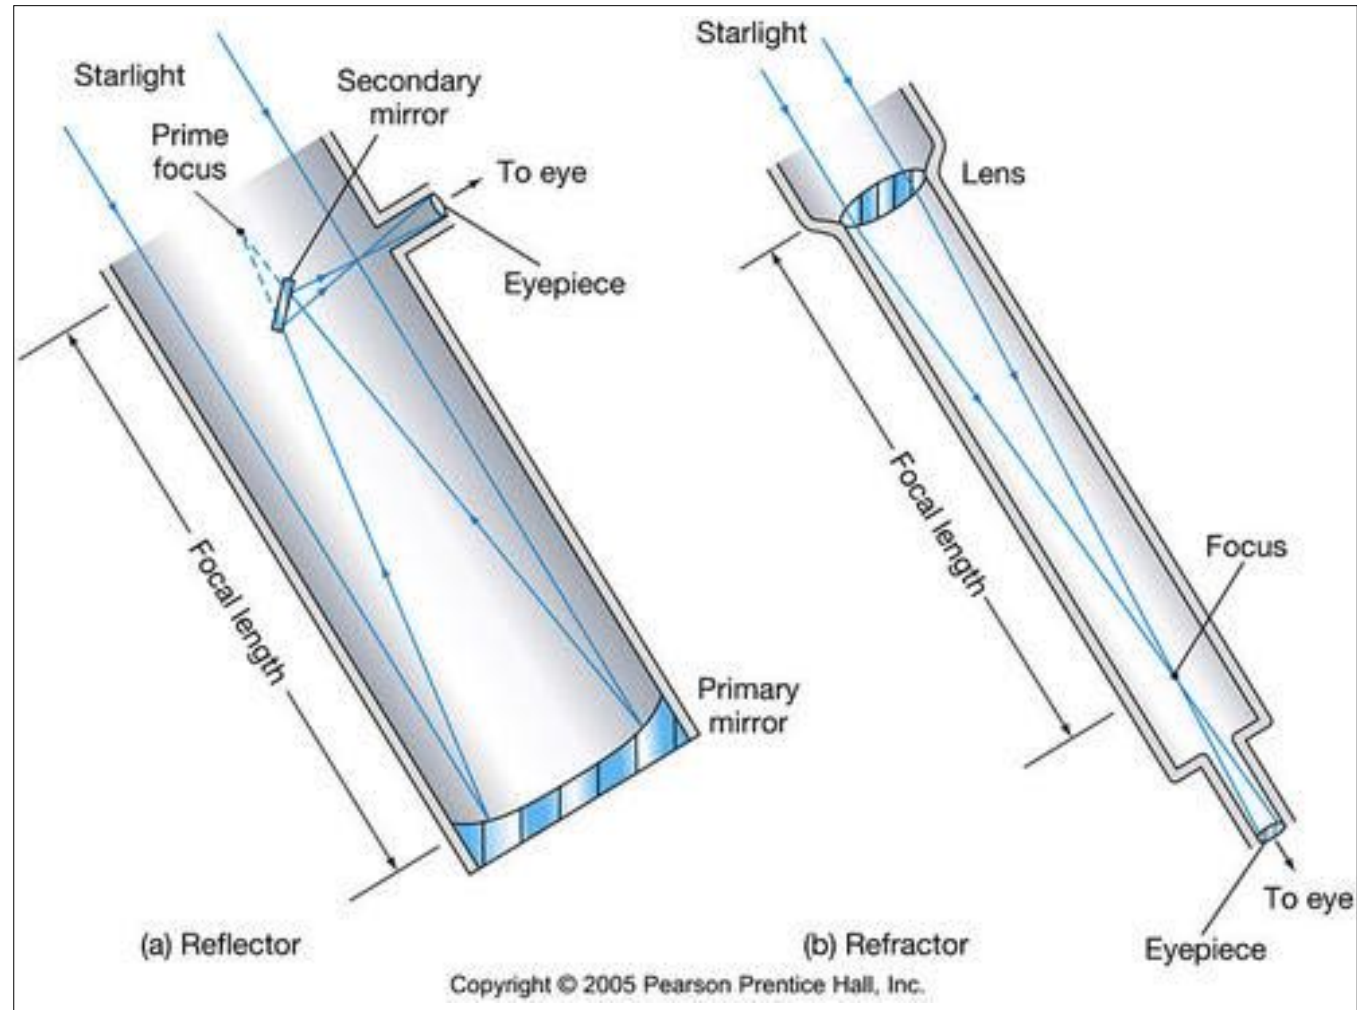 Starlight
Secondary
mirror
Prime
focus
To eye
Eyepiece
Focal length
Primary
mirror
(a) Reflector
Starlight
Lens
Focal length
Focus
To eye
Eyepiece
(b) Refractor
Copyright © 2005 Pearson Prentice Hall, Inc.